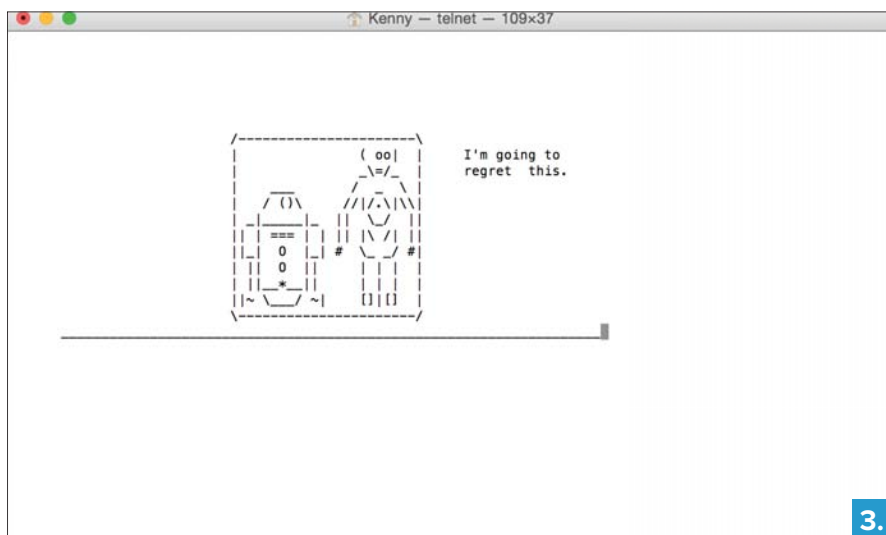 Kenny — telnet — 109×37
I'm going to
regret  this.
3.